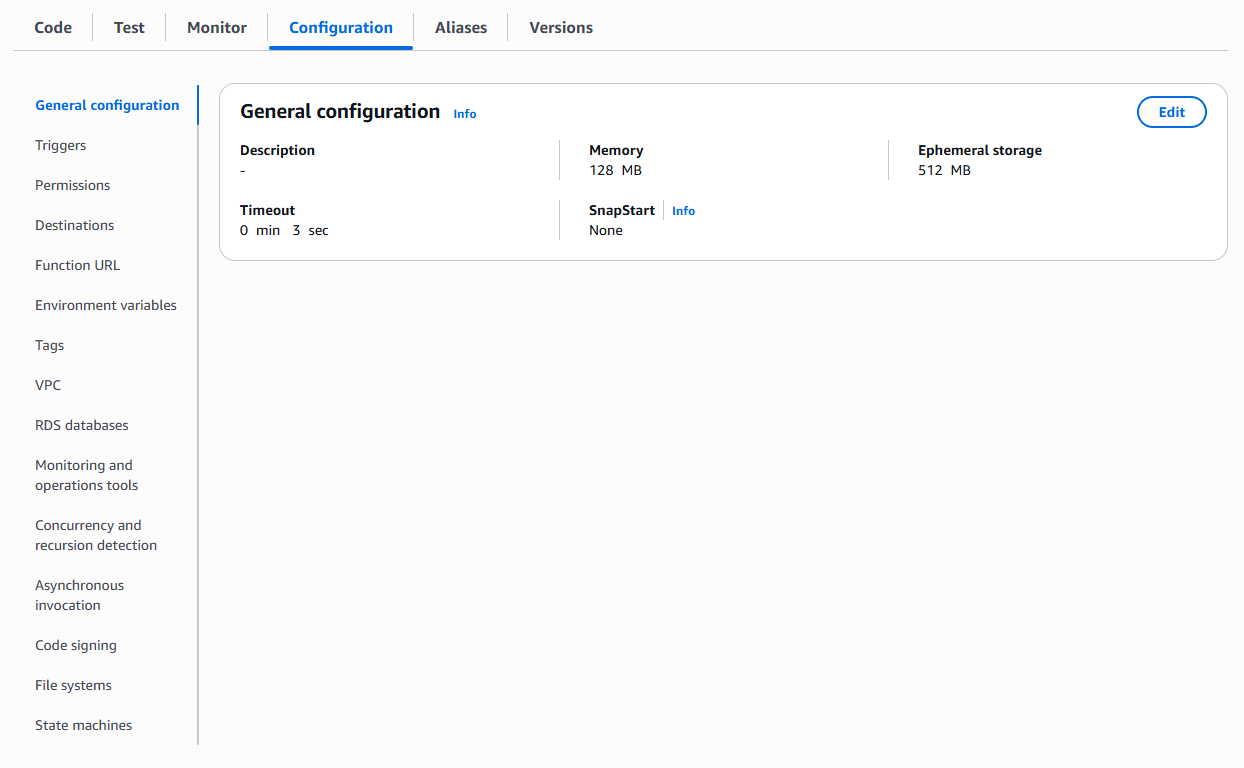 Code Test Monitor Configuration Aliases Versions
General configuration
Triggers
Permissions
Destinations
Function URL
Environment variables
Tags
VPC
RDS databases
Monitoring and
operations tools
Concurrency and
recursion detection
Asynchronous
invocation
Code signing
File systems
State machines
General configuration Info Edit
Description Memory Ephemeral storage
- 128 MB 512 MB
Timeout SnapStart Info
0 min 3 sec None